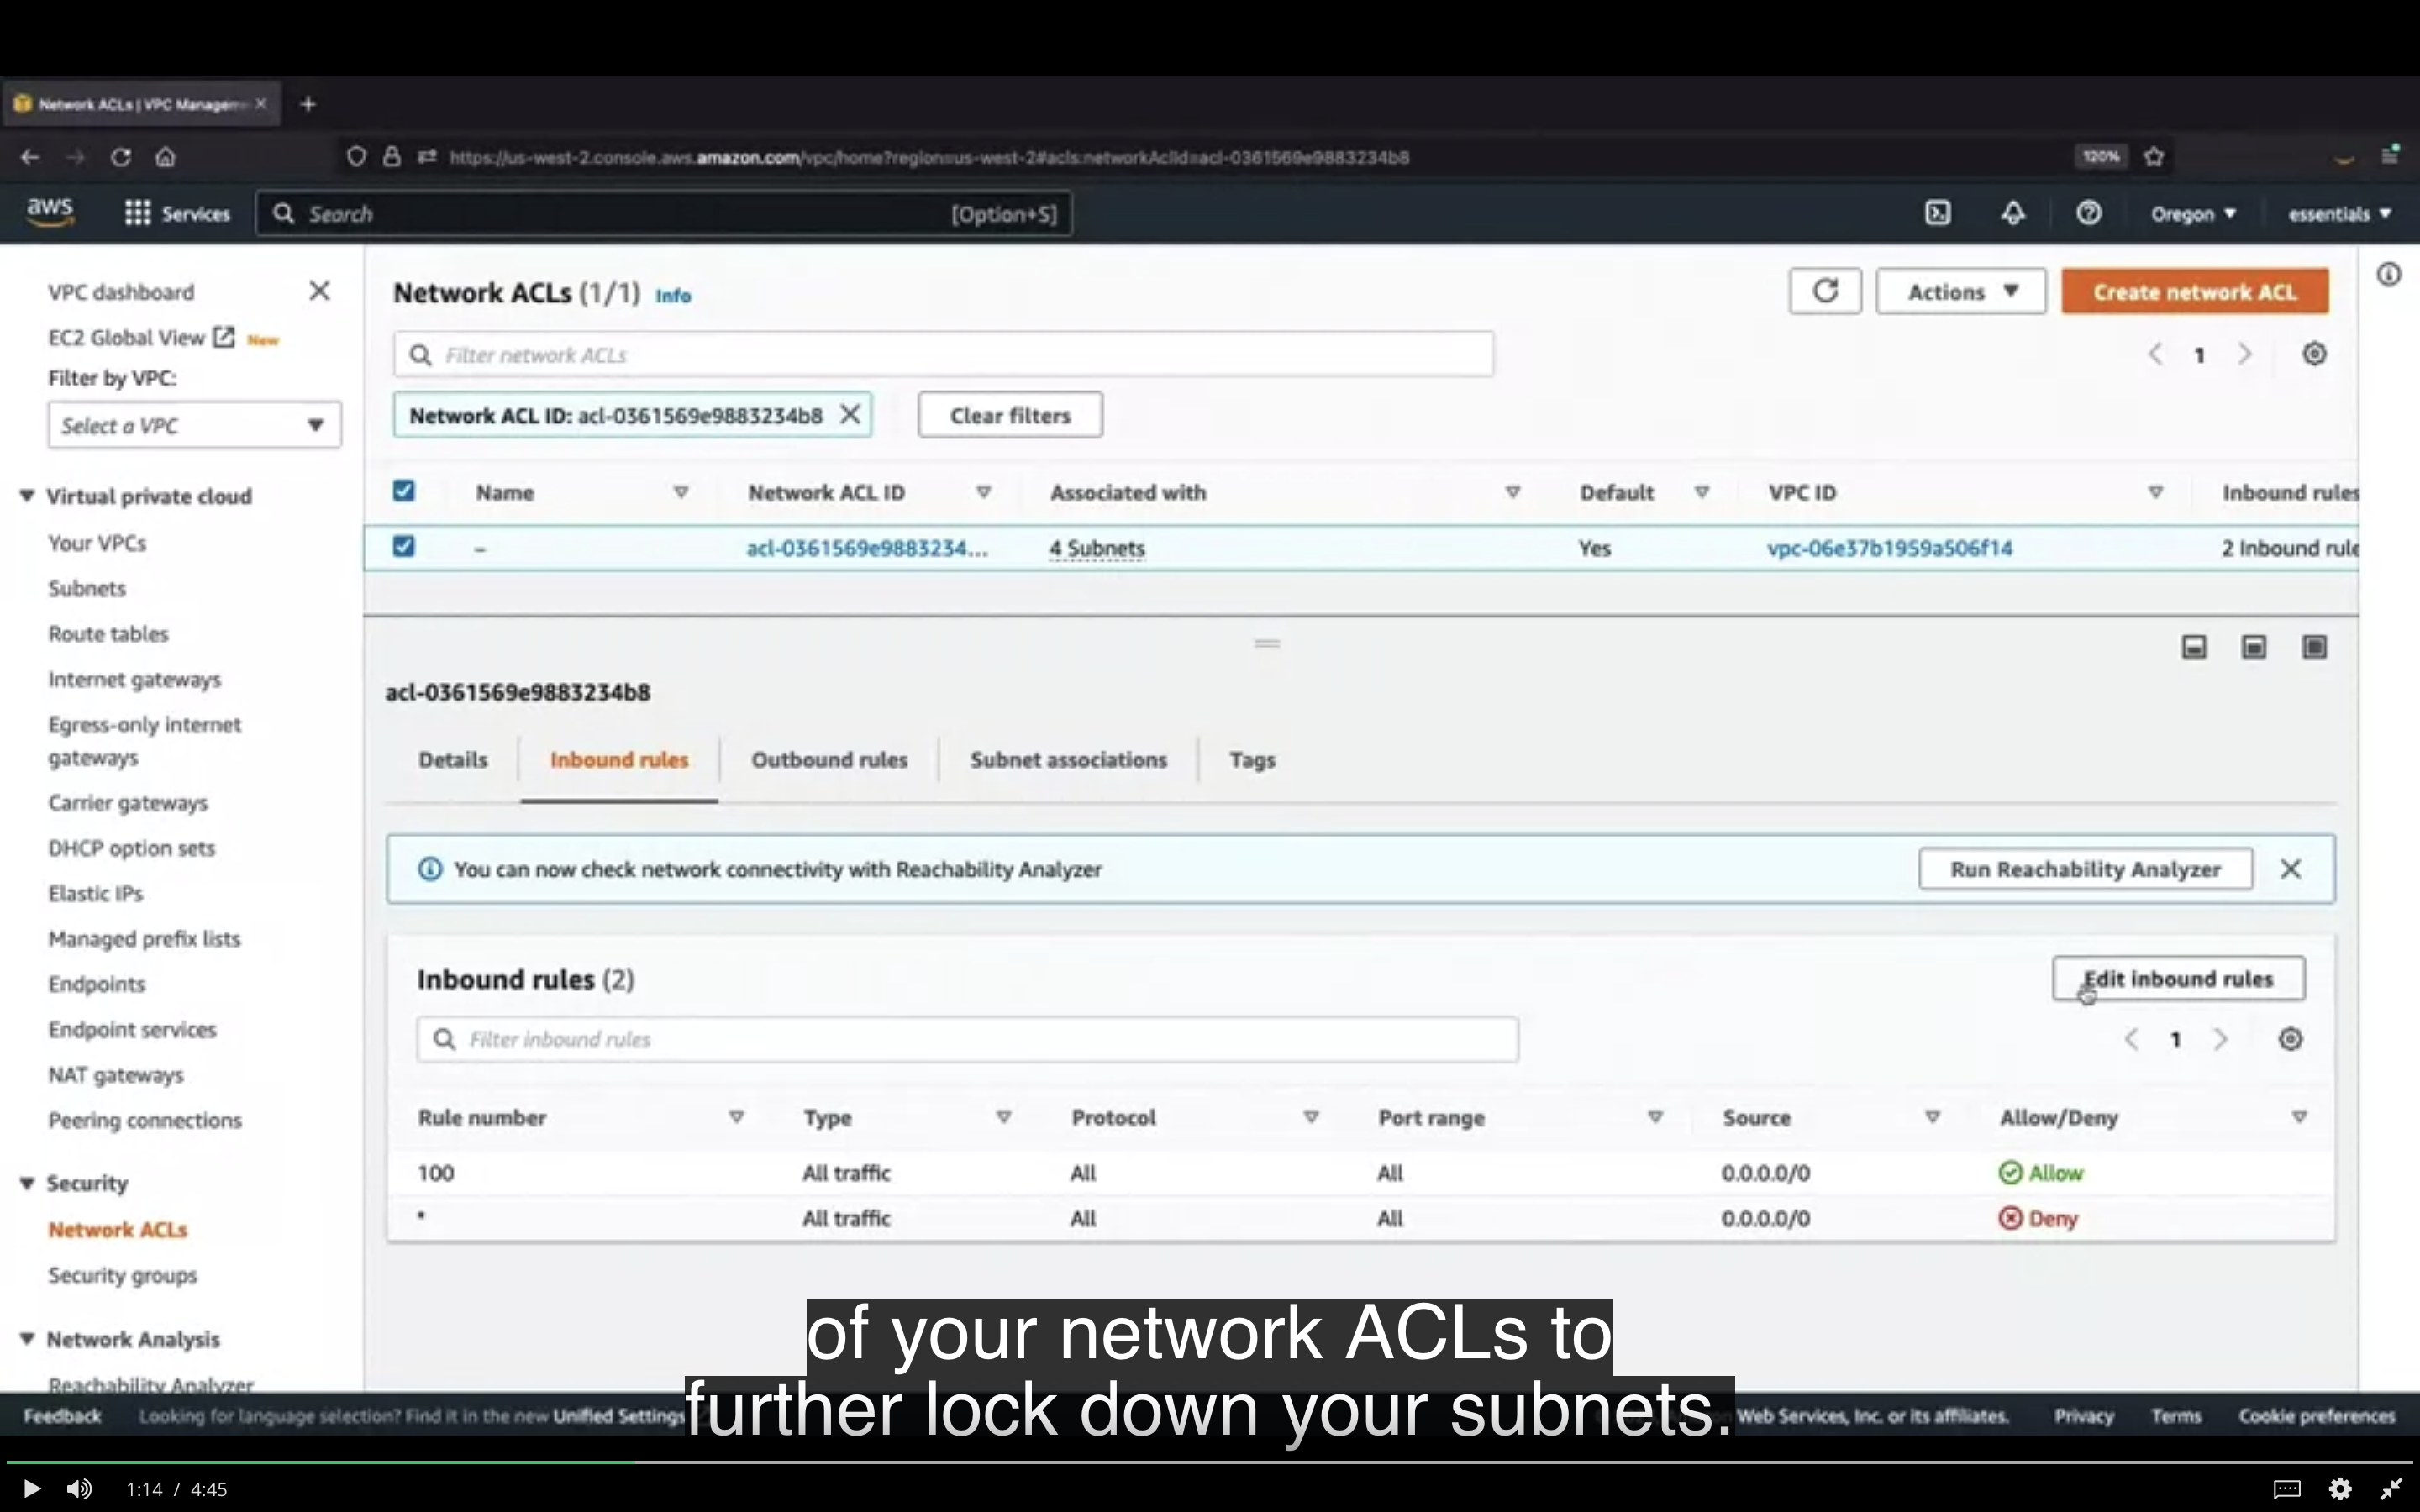 Network ACLs | VPC Managem
https://us-west-2.console.aws.amazon.com/vpc/home?region=us-west-2#acls:networkAclId=acl-0361569e9883234b8
120%
aws
Services
Search
[Option+S]
Oregon
essentials
VPC dashboard
EC2 Global View New
Filter by VPC:
Select a VPC
Virtual private cloud
Your VPCs
Subnets
Route tables
Internet gateways
Egress-only internet
gateways
Carrier gateways
DHCP option sets
Elastic IPs
Managed prefix lists
Endpoints
Endpoint services
NAT gateways
Peering connections
Security
Network ACLs
Security groups
Network Analysis
Reachability Analyzer
Network ACLs (1/1) Info
Actions
Create network ACL
Filter network ACLs
1
Network ACL ID: acl-0361569e9883234b8
Clear filters
Name Network ACL ID Associated with Default VPC ID Inbound rules
– acl-0361569e9883234... 4 Subnets Yes vpc-06e37b1959a506f14 2 Inbound rule
acl-0361569e9883234b8
Details Inbound rules Outbound rules Subnet associations Tags
You can now check network connectivity with Reachability Analyzer
Run Reachability Analyzer
Inbound rules (2)
Edit inbound rules
Filter inbound rules
1
Rule number Type Protocol Port range Source Allow/Deny
100 All traffic All All 0.0.0.0/0 Allow
* All traffic All All 0.0.0.0/0 Deny
of your network ACLs to
further lock down your subnets.
Feedback Looking for language selection? Find it in the new Unified Settings
Web Services, Inc. or its affiliates. Privacy Terms Cookie preferences
1:14 / 4:45